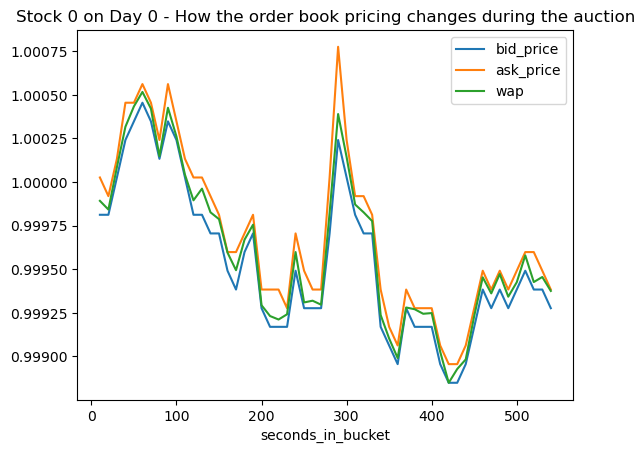 Stock 0 on Day 0 - How the order book pricing changes during the auction
bid_price
ask_price
wap
1.00075
1.00050
1.00025
1.00000
0.99975
0.99950
0.99925
0.99900
0 100 200 300 400 500
seconds_in_bucket